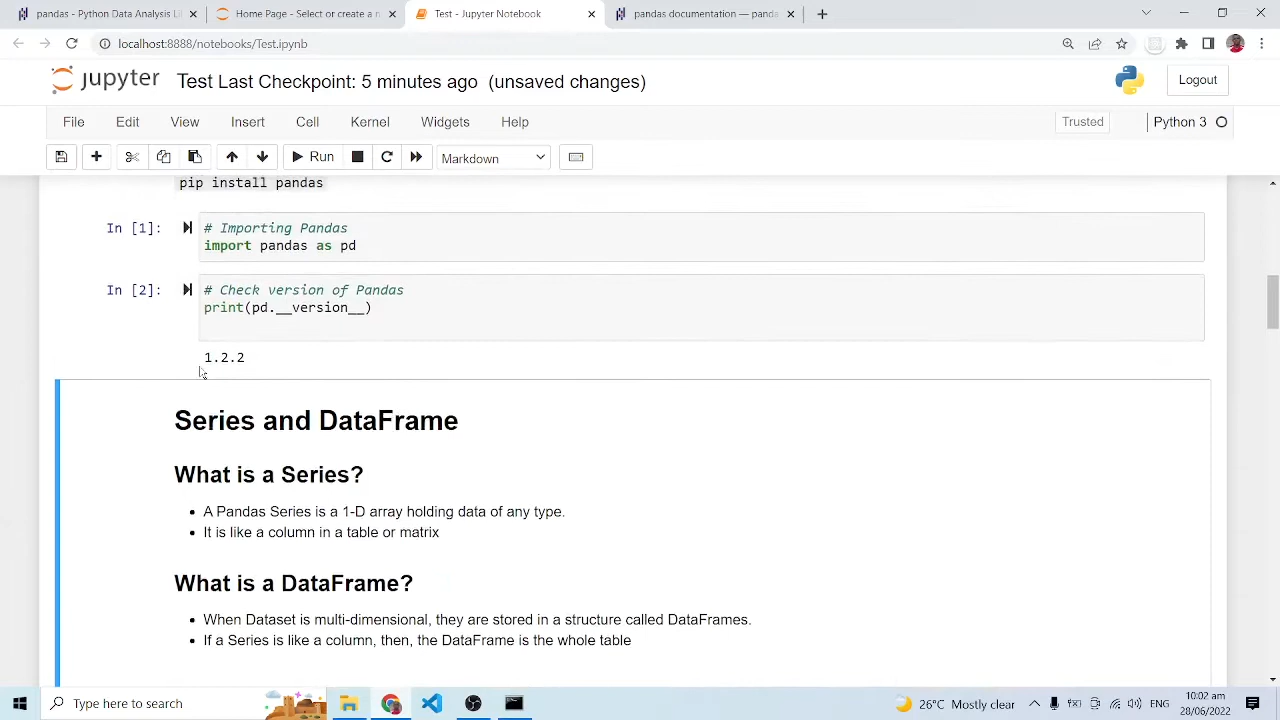 pandas - Python Data Analysis Li
Home Page - Select or create a n
Test - Jupyter Notebook
pandas documentation — panda
localhost:8888/notebooks/Test.ipynb
jupyter
Test Last Checkpoint: 5 minutes ago (unsaved changes)
Logout
File Edit View Insert Cell Kernel Widgets Help
Trusted
Python 3
Run
Markdown
pip install pandas
In [1]:
# Importing Pandas
import pandas as pd
In [2]:
# Check version of Pandas
print(pd.__version__)
1.2.2
Series and DataFrame
What is a Series?
• A Pandas Series is a 1-D array holding data of any type.
• It is like a column in a table or matrix
What is a DataFrame?
• When Dataset is multi-dimensional, they are stored in a structure called DataFrames.
• If a Series is like a column, then, the DataFrame is the whole table
Type here to search
26°C Mostly clear
ENG
10:02 am
28/06/2022